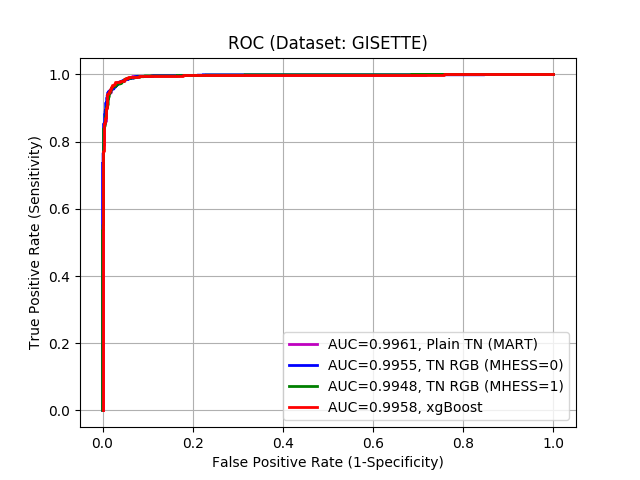 ROC (Dataset: GISETTE)
1.0
0.8
0.6
0.4
0.2
0.0
True Positive Rate (Sensitivity)
AUC=0.9961, Plain TN (MART)
AUC=0.9955, TN RGB (MHESS=0)
AUC=0.9948, TN RGB (MHESS=1)
AUC=0.9958, xgBoost
0.0 0.2 0.4 0.6 0.8 1.0
False Positive Rate (1-Specificity)